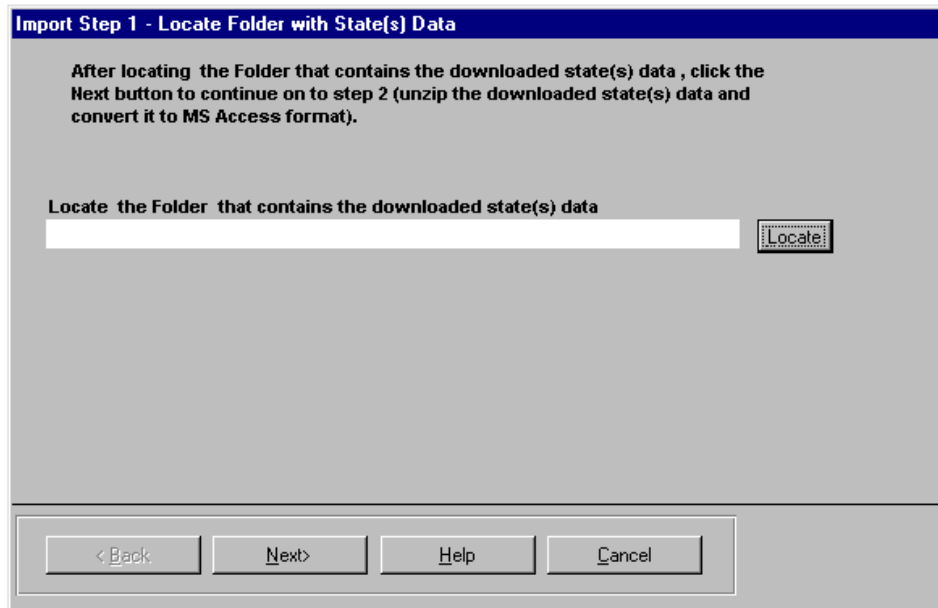 Import Step 1 - Locate Folder with State(s) Data
After locating the Folder that contains the downloaded state(s) data , click the
Next button to continue on to step 2 (unzip the downloaded state(s) data and
convert it to MS Access format).
Locate the Folder that contains the downloaded state(s) data
Locate
< Back Next> Help Cancel